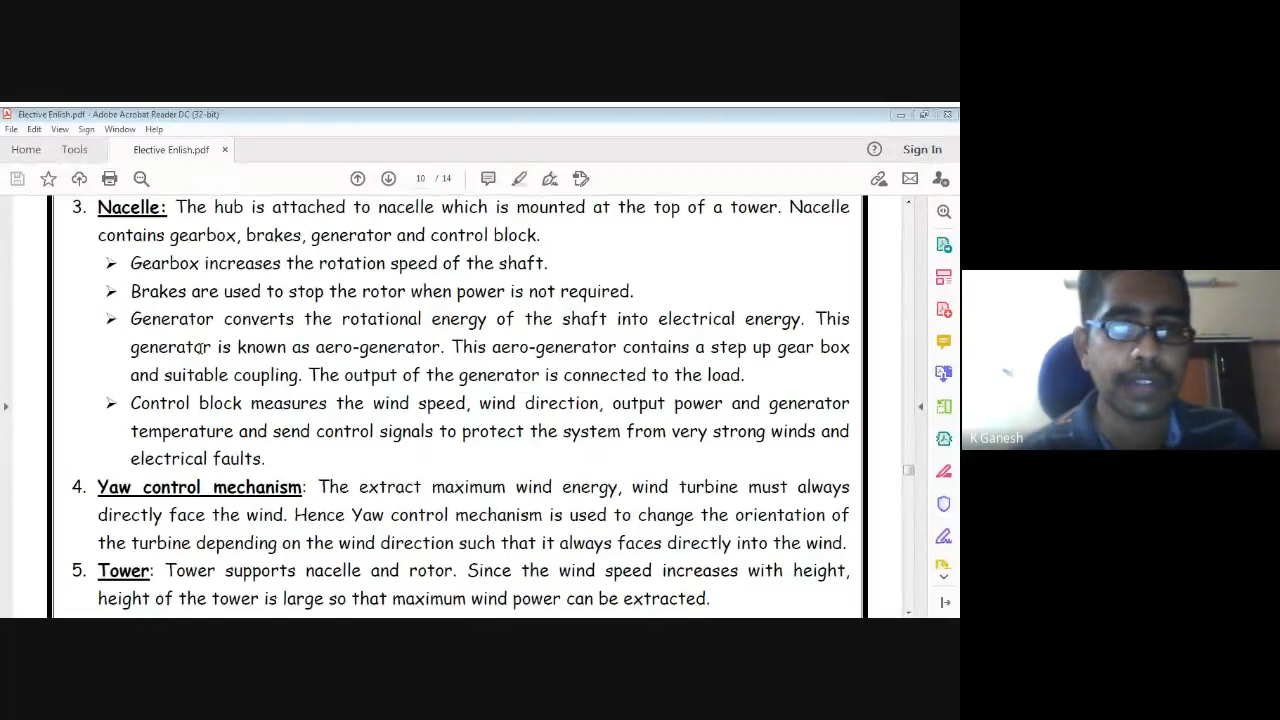 Elective Enlish.pdf - Adobe Acrobat Reader DC (32-bit)
File Edit View Sign Window Help
Home Tools Elective Enlish.pdf × Sign In
10 / 14
3. Nacelle: The hub is attached to nacelle which is mounted at the top of a tower. Nacelle
contains gearbox, brakes, generator and control block.
➢ Gearbox increases the rotation speed of the shaft.
➢ Brakes are used to stop the rotor when power is not required.
➢ Generator converts the rotational energy of the shaft into electrical energy. This
generator is known as aero-generator. This aero-generator contains a step up gear box
and suitable coupling. The output of the generator is connected to the load.
➢ Control block measures the wind speed, wind direction, output power and generator
temperature and send control signals to protect the system from very strong winds and
electrical faults.
K Ganesh
4. Yaw control mechanism: The extract maximum wind energy, wind turbine must always
directly face the wind. Hence Yaw control mechanism is used to change the orientation of
the turbine depending on the wind direction such that it always faces directly into the wind.
5. Tower: Tower supports nacelle and rotor. Since the wind speed increases with height,
height of the tower is large so that maximum wind power can be extracted.